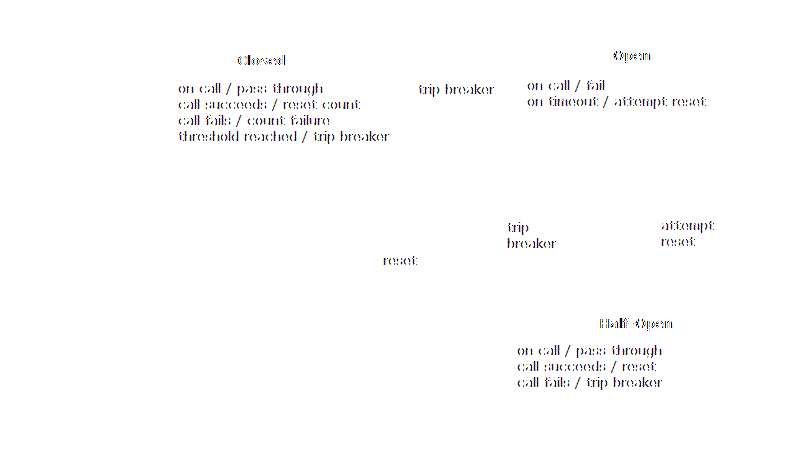 Closed
on call / pass through
call succeeds / reset count
call fails / count failure
threshold reached / trip breaker
trip breaker
Open
on call / fail
on timeout / attempt reset
trip
breaker
attempt
reset
reset
Half-Open
on call / pass through
call succeeds / reset
call fails / trip breaker